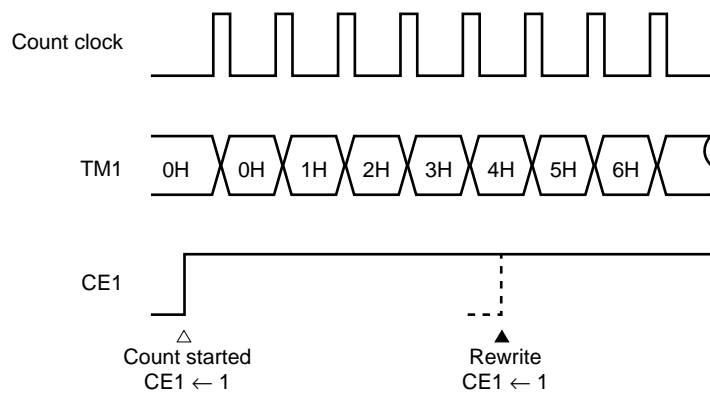 Count clock
TM1
0H 0H 1H 2H 3H 4H 5H 6H
CE1
Count started
CE1 ← 1
Rewrite
CE1 ← 1